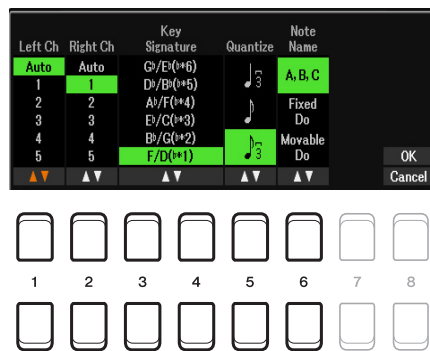 Left Ch
Right Ch
Key
Signature
Quantize
Note
Name
Auto
1
2
3
4
5
Auto
1
2
3
4
5
G♭/E♭(♭*6)
D♭/B♭(♭*5)
A♭/F(♭*4)
E♭/C(♭*3)
B♭/G(♭*2)
F/D(♭*1)
3
3
A, B, C
Fixed
Do
Movable
Do
OK
Cancel
1 2 3 4 5 6 7 8